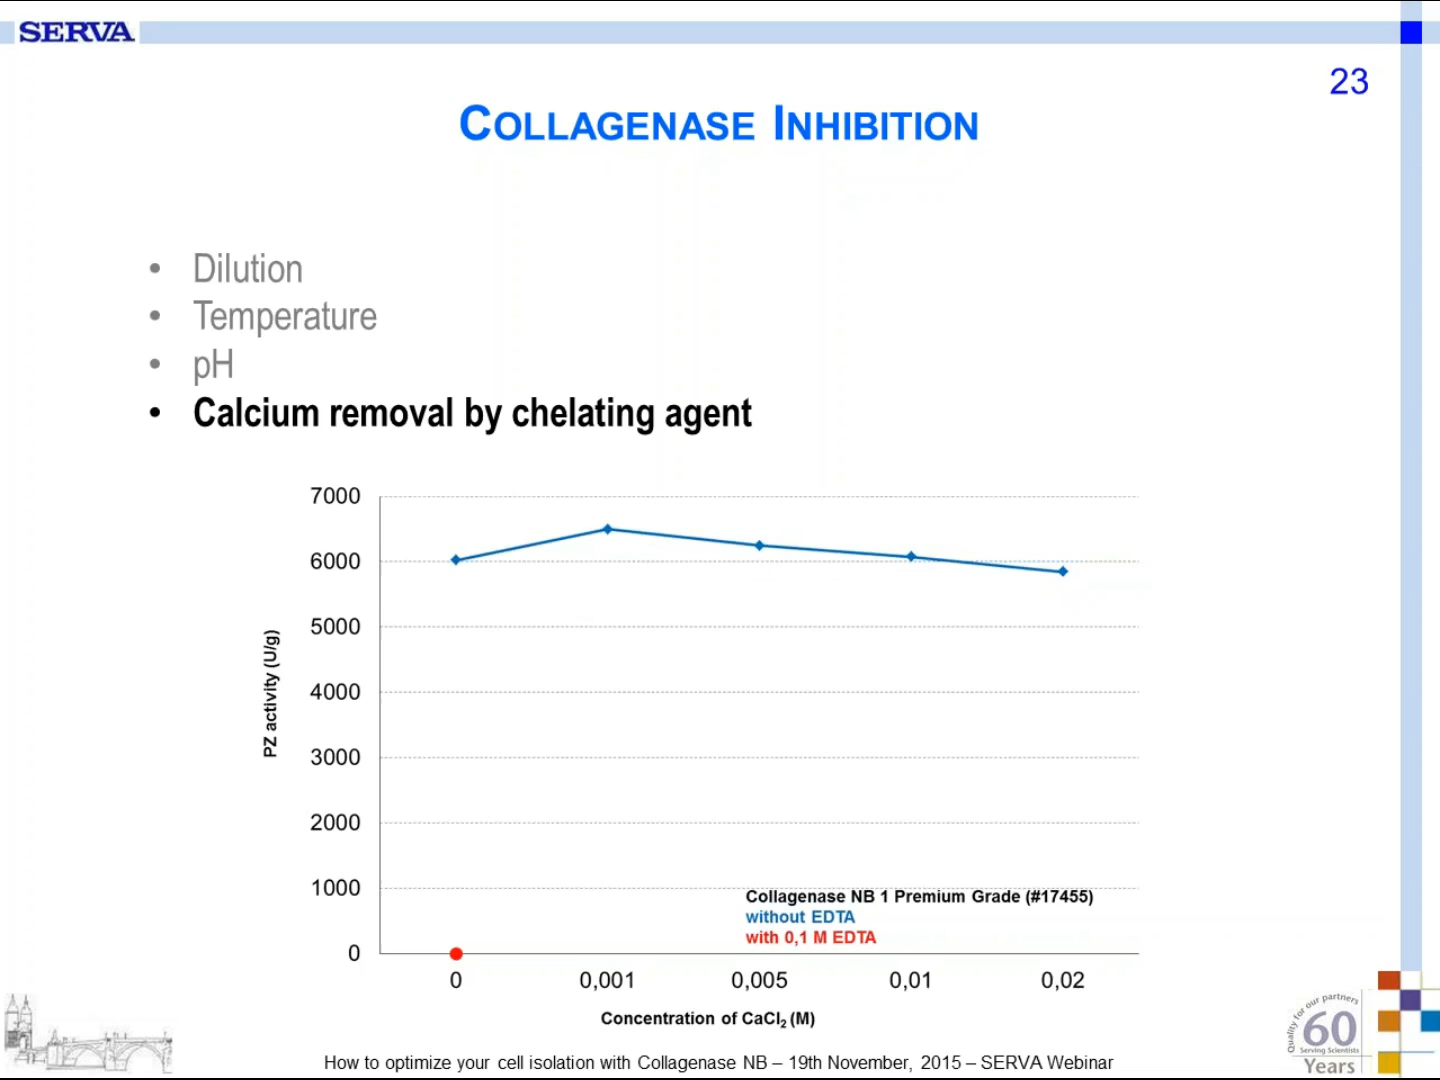 SERVA
23
COLLAGENASE INHIBITION
• Dilution
• Temperature
• pH
• Calcium removal by chelating agent
7000
6000
5000
4000
3000
2000
1000
0
PZ activity (U/g)
Collagenase NB 1 Premium Grade (#17455)
without EDTA
with 0,1 M EDTA
0 0,001 0,005 0,01 0,02
Concentration of CaCl₂ (M)
Quality for our partners
60
Serving Scientists
Years
How to optimize your cell isolation with Collagenase NB – 19th November, 2015 – SERVA Webinar